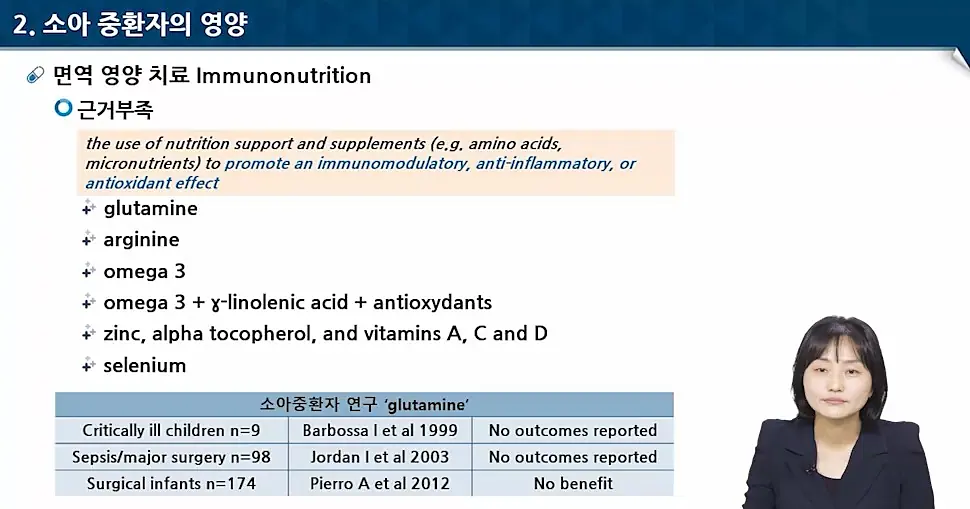 2. 소아 중환자의 영양
면역 영양 치료 Immunonutrition
근거부족
the use of nutrition support and supplements (e.g. amino acids,
micronutrients) to promote an immunomodulatory, anti-inflammatory, or
antioxidant effect
glutamine
arginine
omega 3
omega 3 + ɣ-linolenic acid + antioxydants
zinc, alpha tocopherol, and vitamins A, C and D
selenium
소아중환자 연구 ‘glutamine’
Critically ill children n=9 Barbossa I et al 1999 No outcomes reported
Sepsis/major surgery n=98 Jordan I et al 2003 No outcomes reported
Surgical infants n=174 Pierro A et al 2012 No benefit